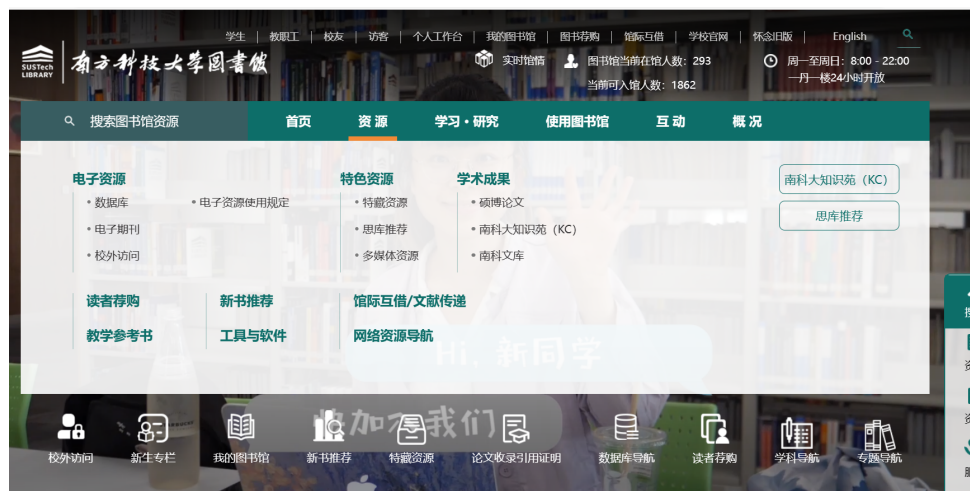 学生 | 教职工 | 校友 | 访客 | 个人工作台 | 我的图书馆 | 图书荐购 | 馆际互借 | 学校官网 | 怀念旧版 | English
SUSTech
LIBRARY
南方科技大学圖書館
实时馆情 图书馆当前在馆人数：293
当前可入馆人数：1862
周一至周日：8:00 - 22:00
一丹一楼24小时开放
搜索图书馆资源 首页 资源 学习·研究 使用图书馆 互动 概况
电子资源 特色资源 学术成果
• 数据库 • 电子资源使用规定 • 特藏资源 • 硕博论文
• 电子期刊 • 思库推荐 • 南科大知识苑（KC）
• 校外访问 • 多媒体资源 • 南科文库
南科大知识苑（KC）
思库推荐
读者荐购 新书推荐 馆际互借/文献传递
教学参考书 工具与软件 网络资源导航
Hi，新同学
加入我们
校外访问 新生专栏 我的图书馆 新书推荐 特藏资源 论文收录引用证明 数据库导航 读者荐购 学科导航 专题导航